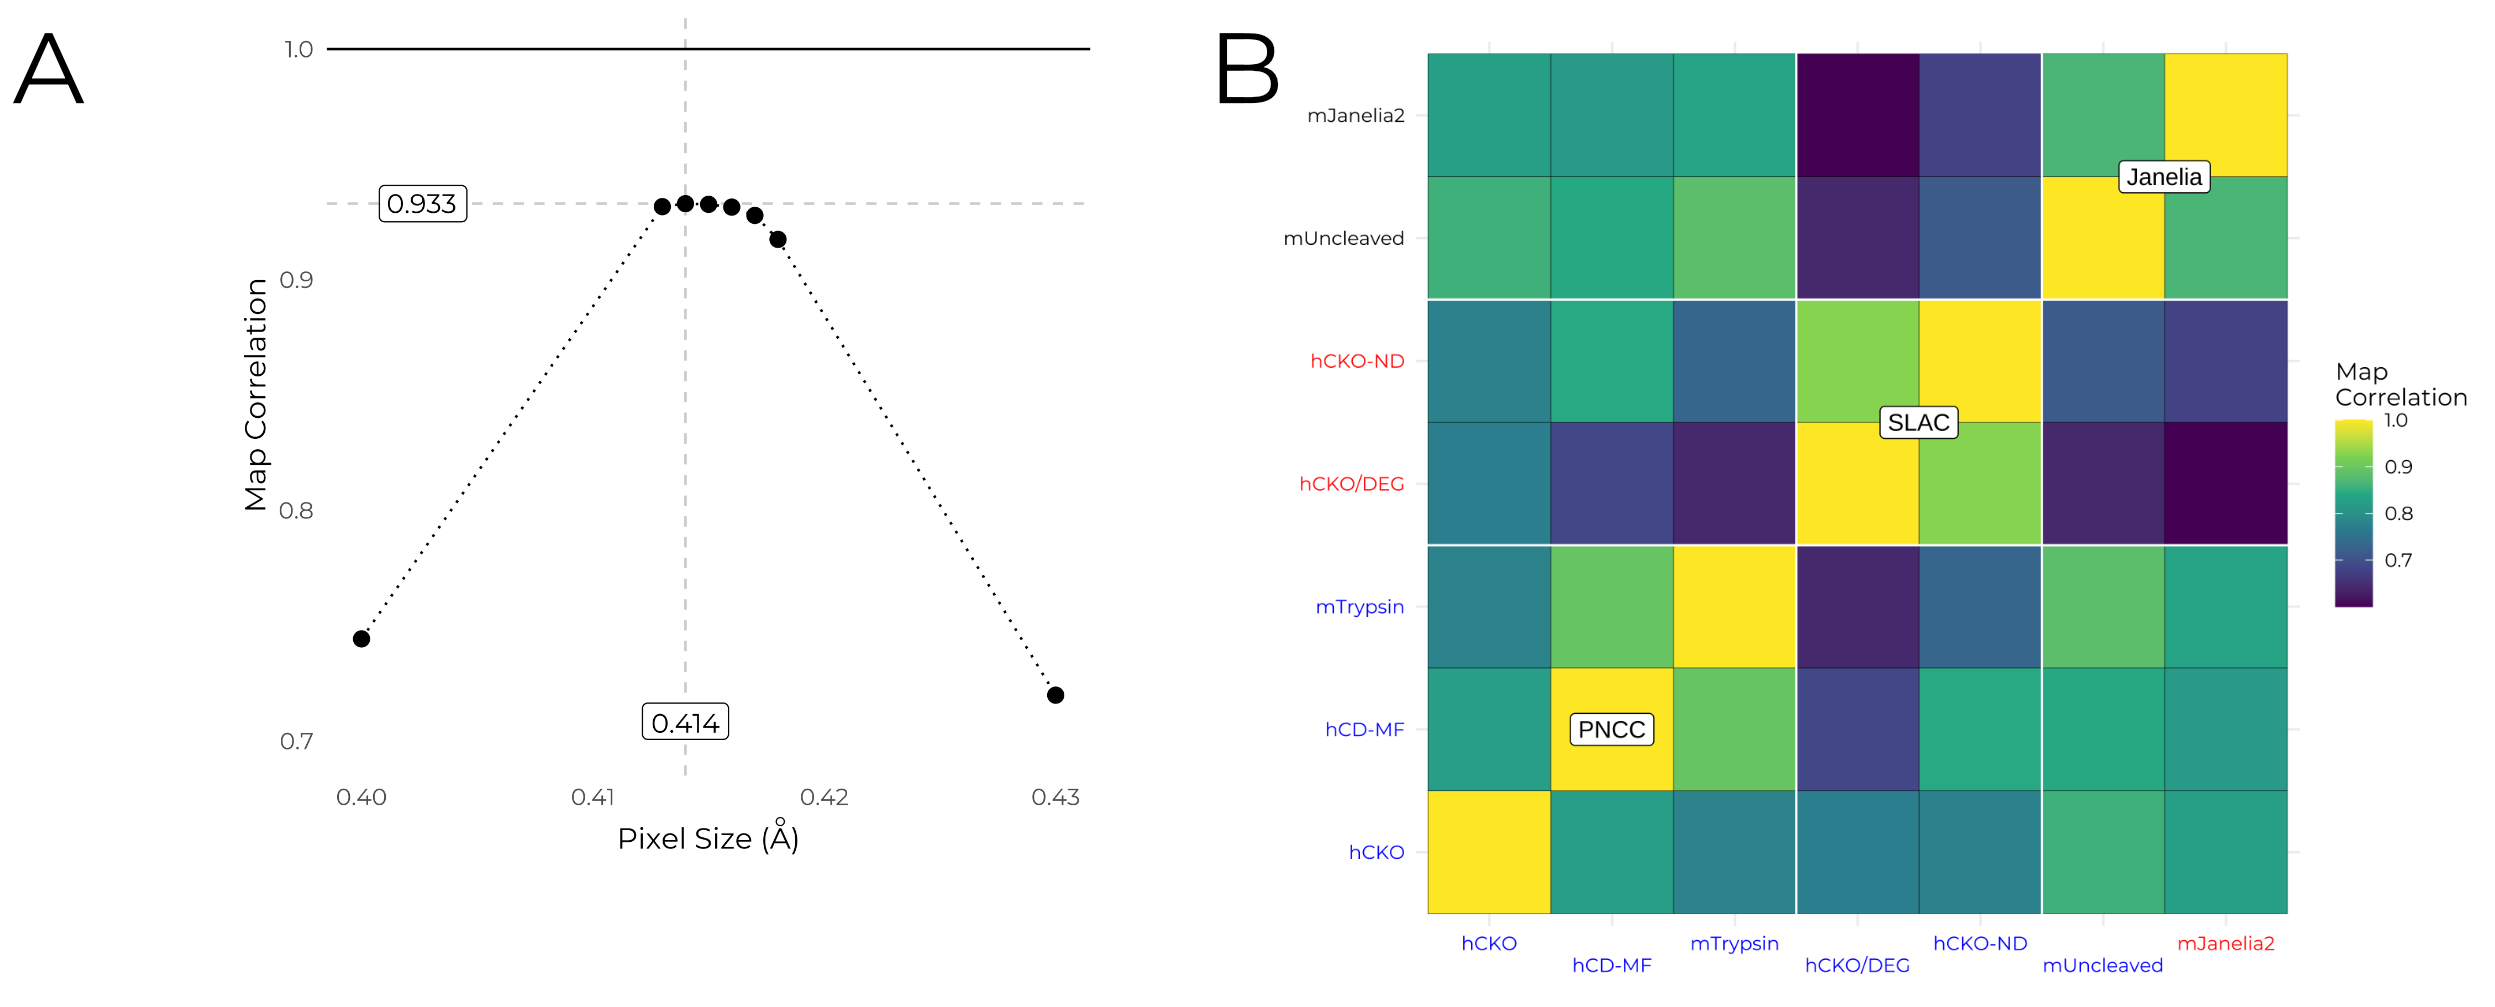 A
1.0
0.933
0.9
0.8
0.7
Map Correlation
0.414
0.40
0.41
0.42
0.43
Pixel Size (Å)
B
mJanelia2
mUncleaved
hCKO-ND
hCKO/DEG
mTrypsin
hCD-MF
hCKO
Janelia
SLAC
PNCC
hCKO
hCD-MF
mTrypsin
hCKO/DEG
hCKO-ND
mUncleaved
mJanelia2
Map
Correlation
1.0
0.9
0.8
0.7